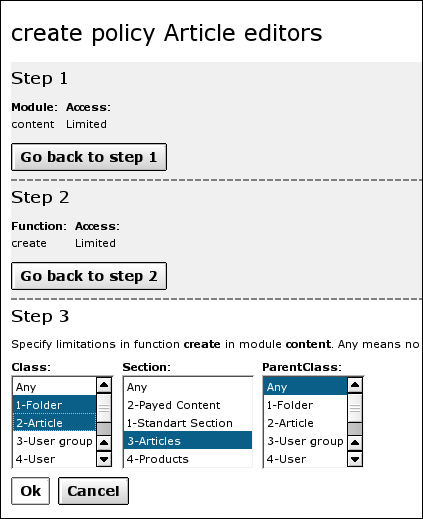 create policy Article editors
Step 1
Module: Access:
content Limited
Go back to step 1
Step 2
Function: Access:
create Limited
Go back to step 2
Step 3
Specify limitations in function create in module content. Any means no
Class: Section: ParentClass:
Any Any Any
1-Folder 2-Payed Content 1-Folder
2-Article 1-Standart Section 2-Article
3-User group 3-Articles 3-User group
4-User 4-Products 4-User
Ok Cancel